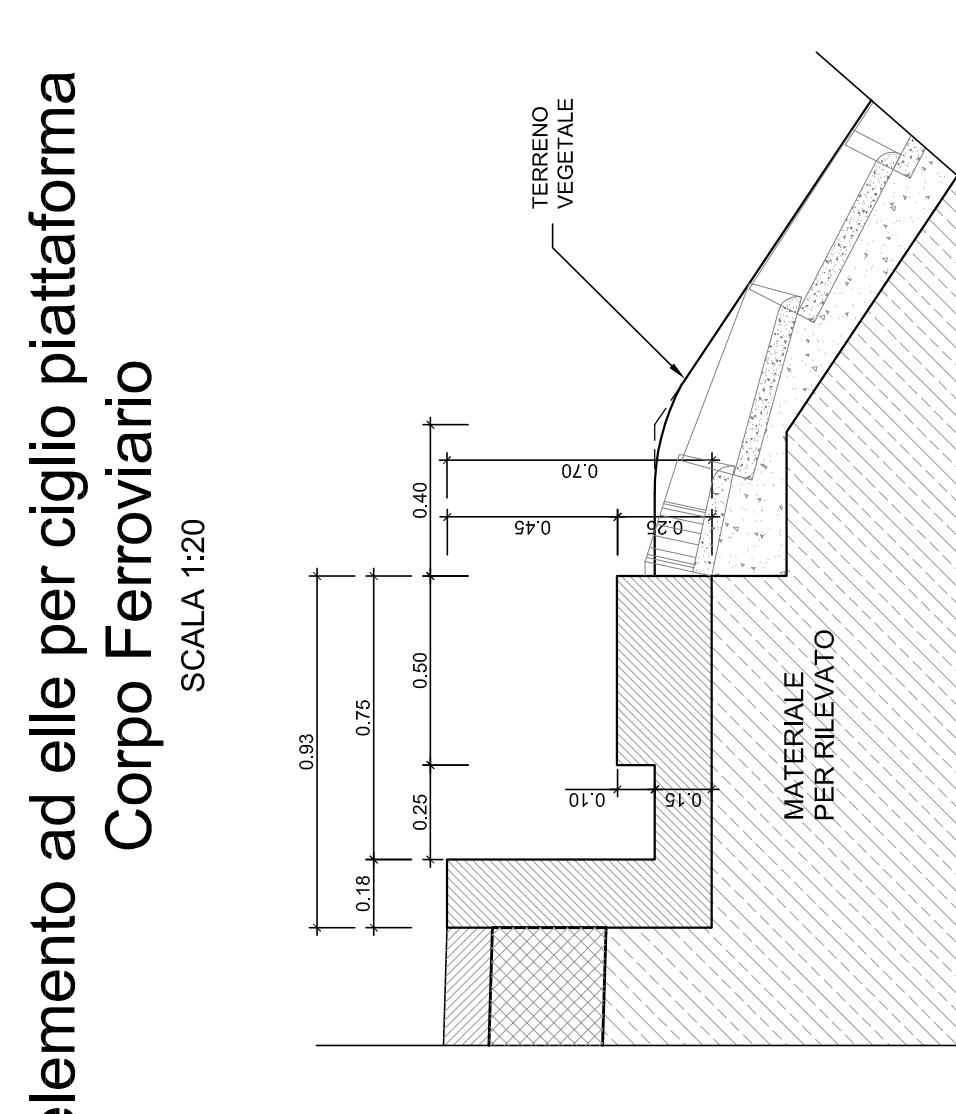 elemento ad elle per ciglio piattaforma
Corpo Ferroviario
SCALA 1:20
TERRENO
VEGETALE
0.93
0.18
0.75
0.25
0.50
0.40
0.45
0.26
0.70
0.10
0.15
MATERIALE
PER RILEVATO